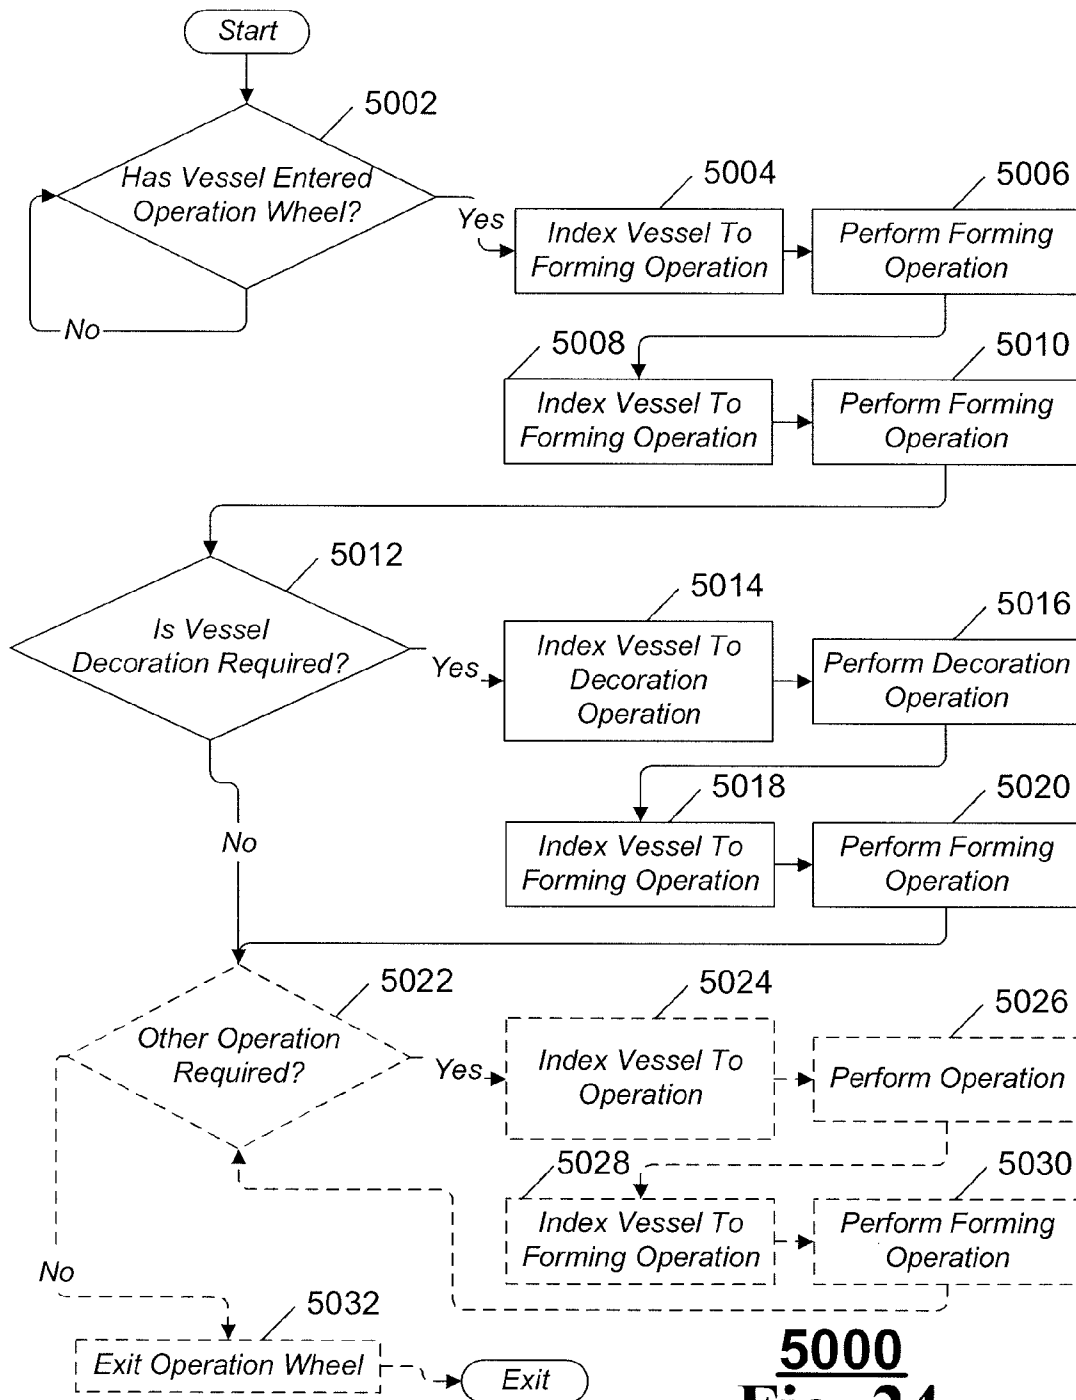 Start
5002
Has Vessel Entered
Operation Wheel?
Yes
No
5004
Index Vessel To
Forming Operation
5006
Perform Forming
Operation
5008
Index Vessel To
Forming Operation
5010
Perform Forming
Operation
5012
Is Vessel
Decoration Required?
Yes
No
5014
Index Vessel To
Decoration
Operation
5016
Perform Decoration
Operation
5018
Index Vessel To
Forming Operation
5020
Perform Forming
Operation
5022
Other Operation
Required?
Yes
No
5024
Index Vessel To
Operation
5026
Perform Operation
5028
Index Vessel To
Forming Operation
5030
Perform Forming
Operation
5032
Exit Operation Wheel
Exit
5000
Fig. 24